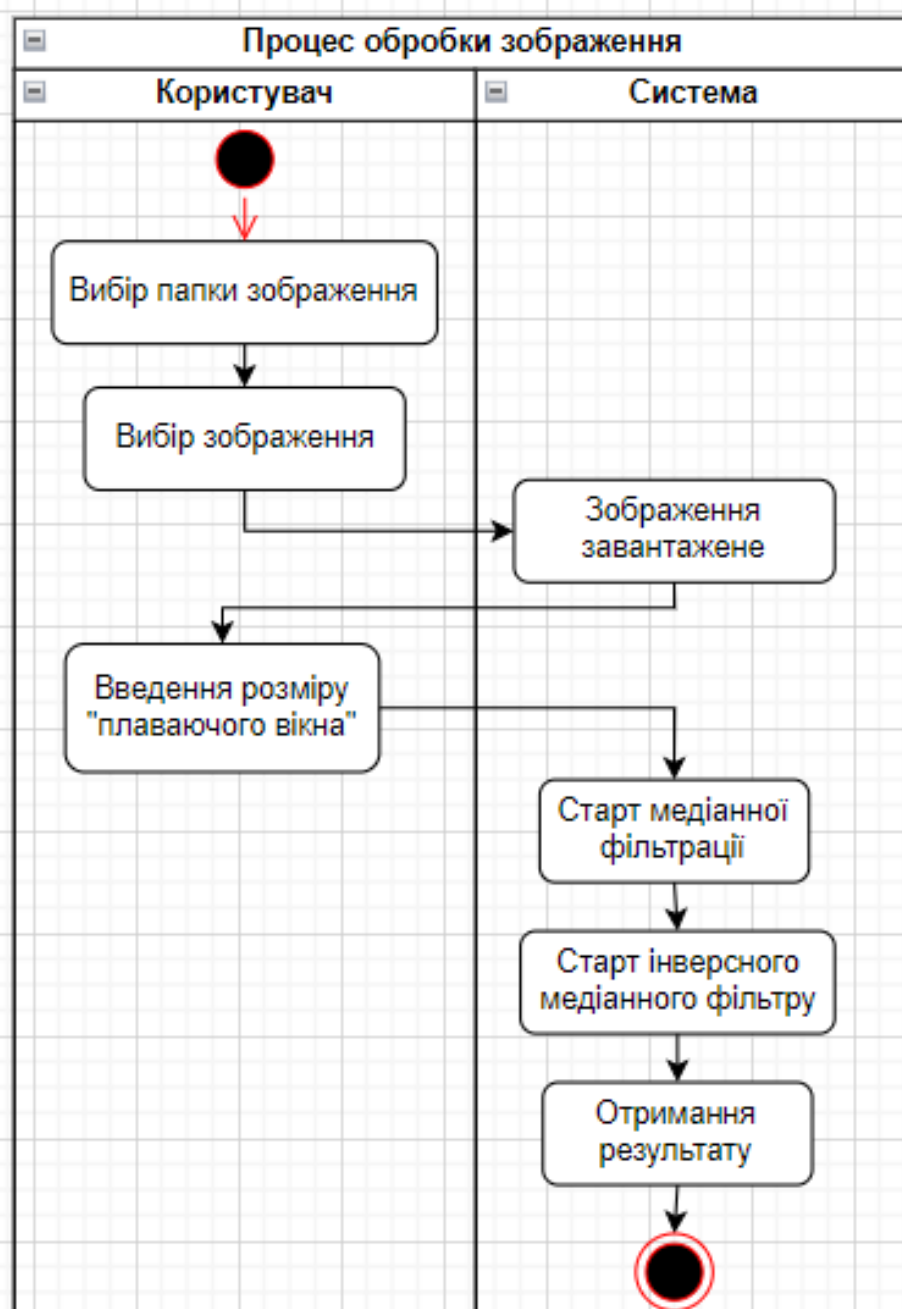 Процес обробки зображення
Користувач
Система
Вибір папки зображення
Вибір зображення
Зображення
завантажене
Введення розміру
"плаваючого вікна"
Старт медіанної
фільтрації
Старт інверсного
медіанного фільтру
Отримання
результату